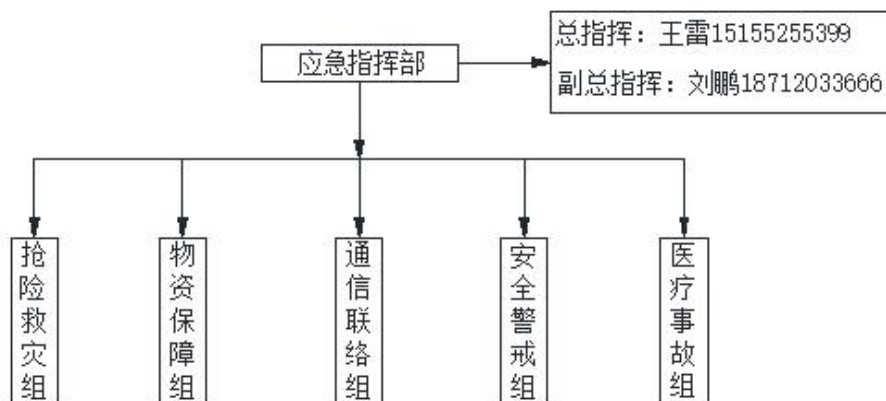 总指挥：王雷15155255399
应急指挥部
副总指挥：刘鹏18712033666
抢险救灾组
物资保障组
通信联络组
安全警戒组
医疗事故组